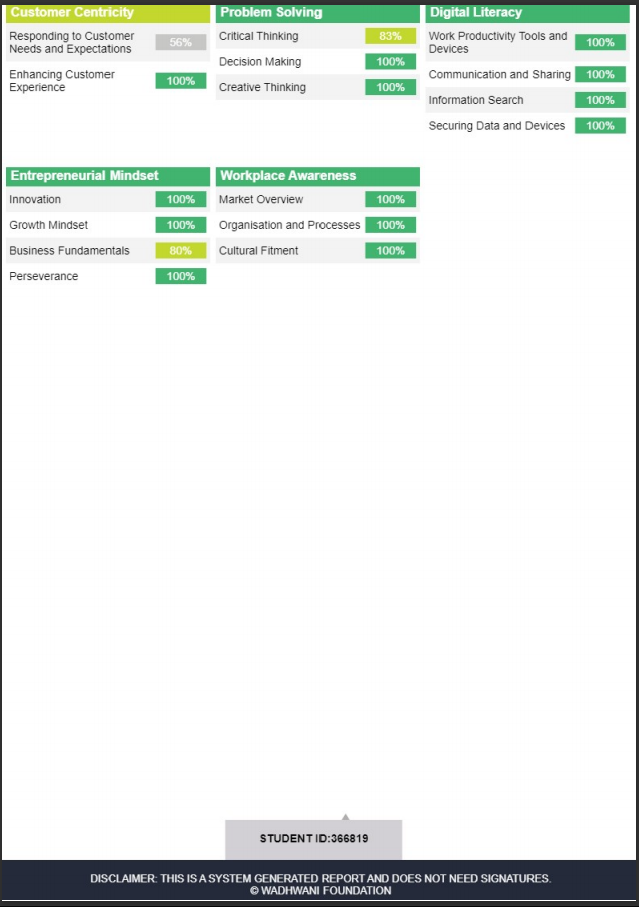 Customer Centricity
Responding to Customer
Needs and Expectations
56%
Enhancing Customer
Experience
100%
Problem Solving
Critical Thinking
83%
Decision Making
100%
Creative Thinking
100%
Digital Literacy
Work Productivity Tools and
Devices
100%
Communication and Sharing
100%
Information Search
100%
Securing Data and Devices
100%
Entrepreneurial Mindset
Innovation
100%
Growth Mindset
100%
Business Fundamentals
80%
Perseverance
100%
Workplace Awareness
Market Overview
100%
Organisation and Processes
100%
Cultural Fitment
100%
STUDENT ID:366819
DISCLAIMER: THIS IS A SYSTEM GENERATED REPORT AND DOES NOT NEED SIGNATURES.
© WADHWANI FOUNDATION